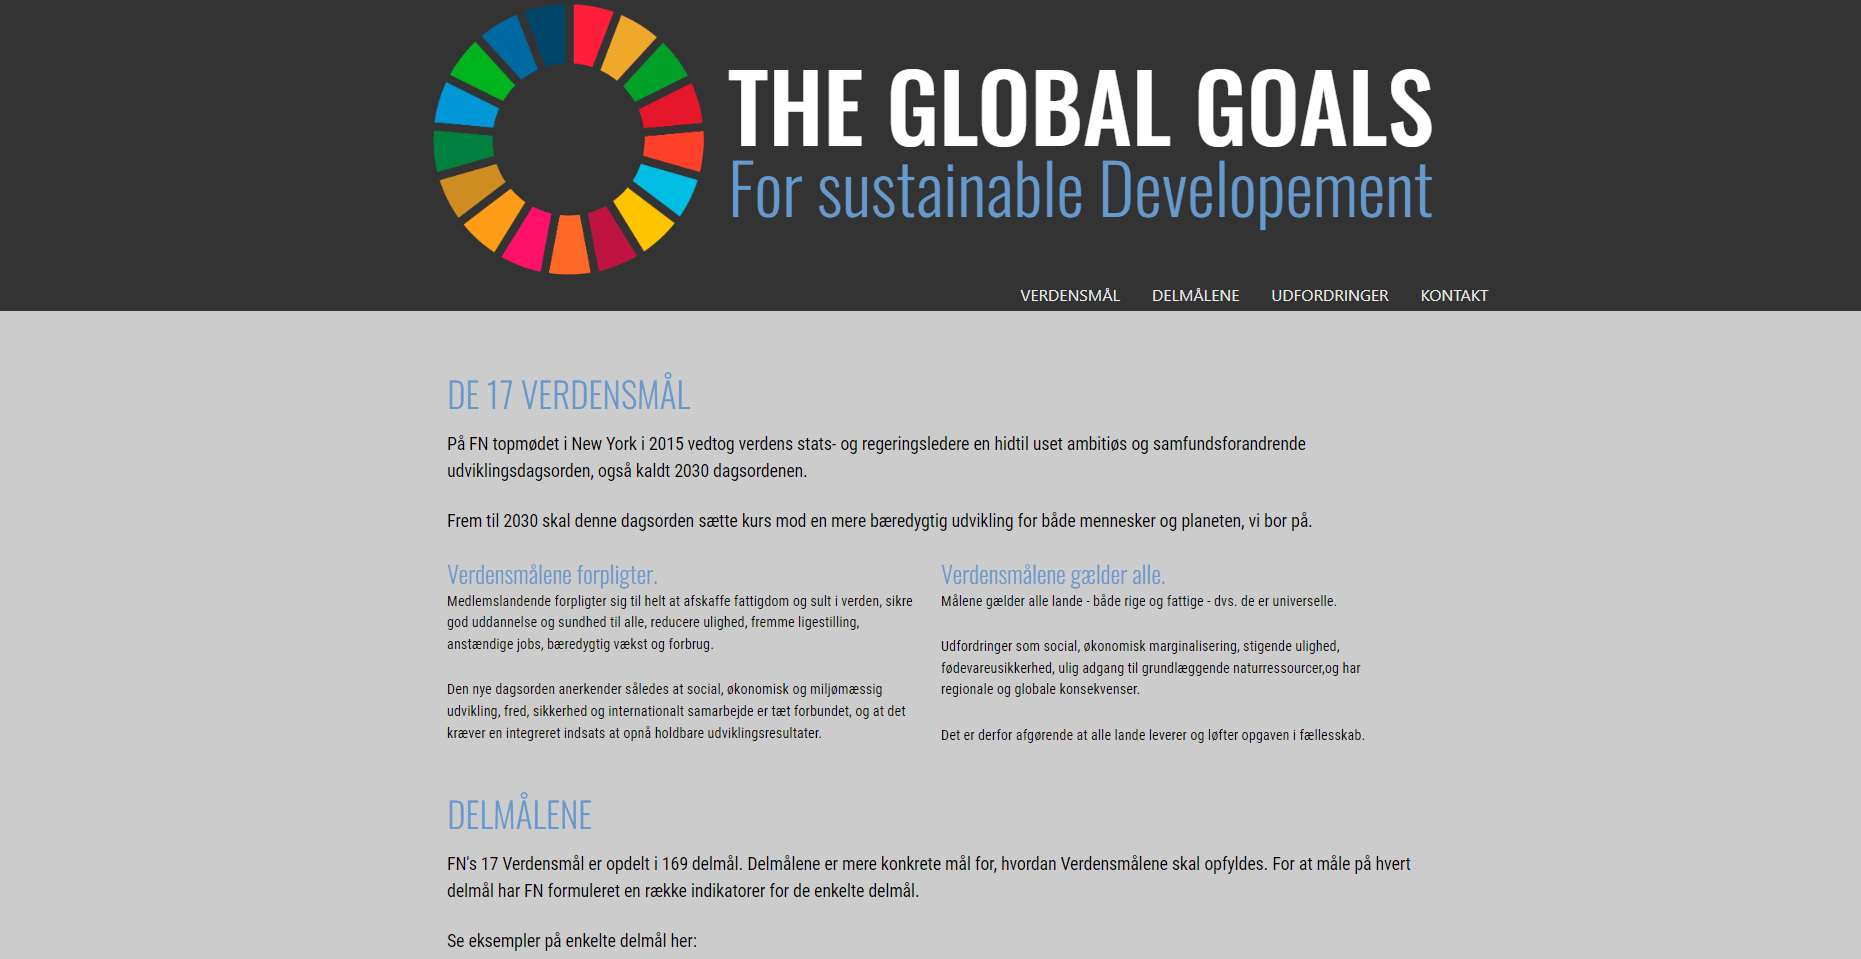 THE GLOBAL GOALS
For sustainable Developement
VERDENSMÅL DELMÅLENE UDFORDRINGER KONTAKT
DE 17 VERDENSMÅL
På FN topmødet i New York i 2015 vedtog verdens stats- og regeringsledere en hidtil uset ambitiøs og samfundsforandrende
udviklingsdagsorden, også kaldt 2030 dagsordenen.
Frem til 2030 skal denne dagsorden sætte kurs mod en mere bæredygtig udvikling for både mennesker og planeten, vi bor på.
Verdensmålene forpligter.
Medlemslandende forpligter sig til helt at afskaffe fattigdom og sult i verden, sikre
god uddannelse og sundhed til alle, reducere ulighed, fremme ligestilling,
anstændige jobs, bæredygtig vækst og forbrug.
Den nye dagsorden anerkender således at social, økonomisk og miljømæssig
udvikling, fred, sikkerhed og internationalt samarbejde er tæt forbundet, og at det
kræver en integreret indsats at opnå holdbare udviklingsresultater.
Verdensmålene gælder alle.
Målene gælder alle lande - både rige og fattige - dvs. de er universelle.
Udfordringer som social, økonomisk marginalisering, stigende ulighed,
fødevareusikkerhed, ulig adgang til grundlæggende naturressourcer,og har
regionale og globale konsekvenser.
Det er derfor afgørende at alle lande leverer og løfter opgaven i fællesskab.
DELMÅLENE
FN's 17 Verdensmål er opdelt i 169 delmål. Delmålene er mere konkrete mål for, hvordan Verdensmålene skal opfyldes. For at måle på hvert
delmål har FN formuleret en række indikatorer for de enkelte delmål.
Se eksempler på enkelte delmål her: